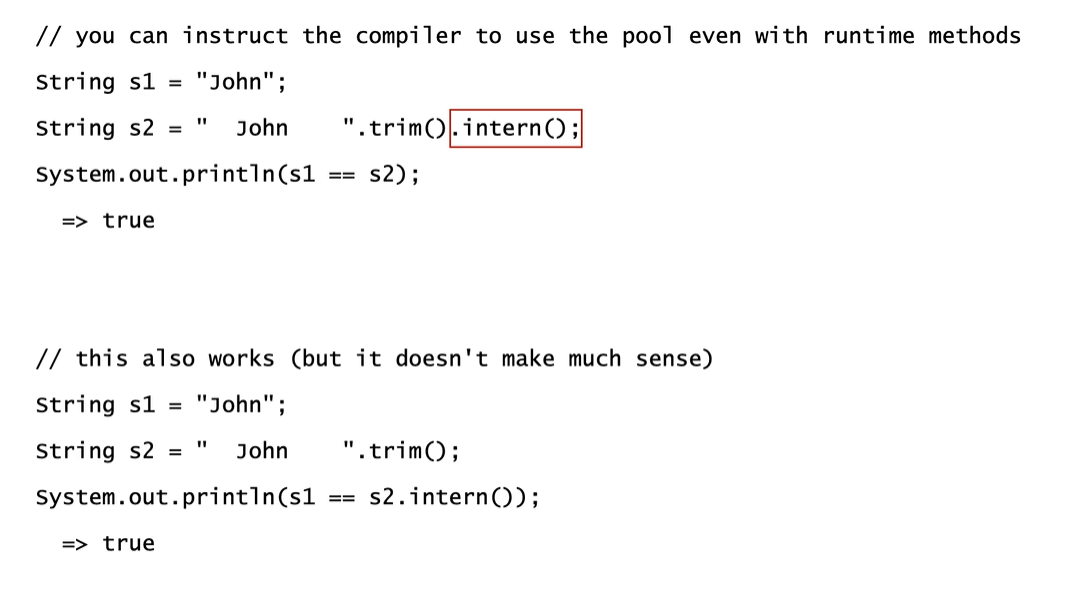 // you can instruct the compiler to use the pool even with runtime methods
String s1 = "John";
String s2 = "  John    ".trim().intern();
System.out.println(s1 == s2);
  => true
// this also works (but it doesn't make much sense)
String s1 = "John";
String s2 = "  John    ".trim();
System.out.println(s1 == s2.intern());
  => true